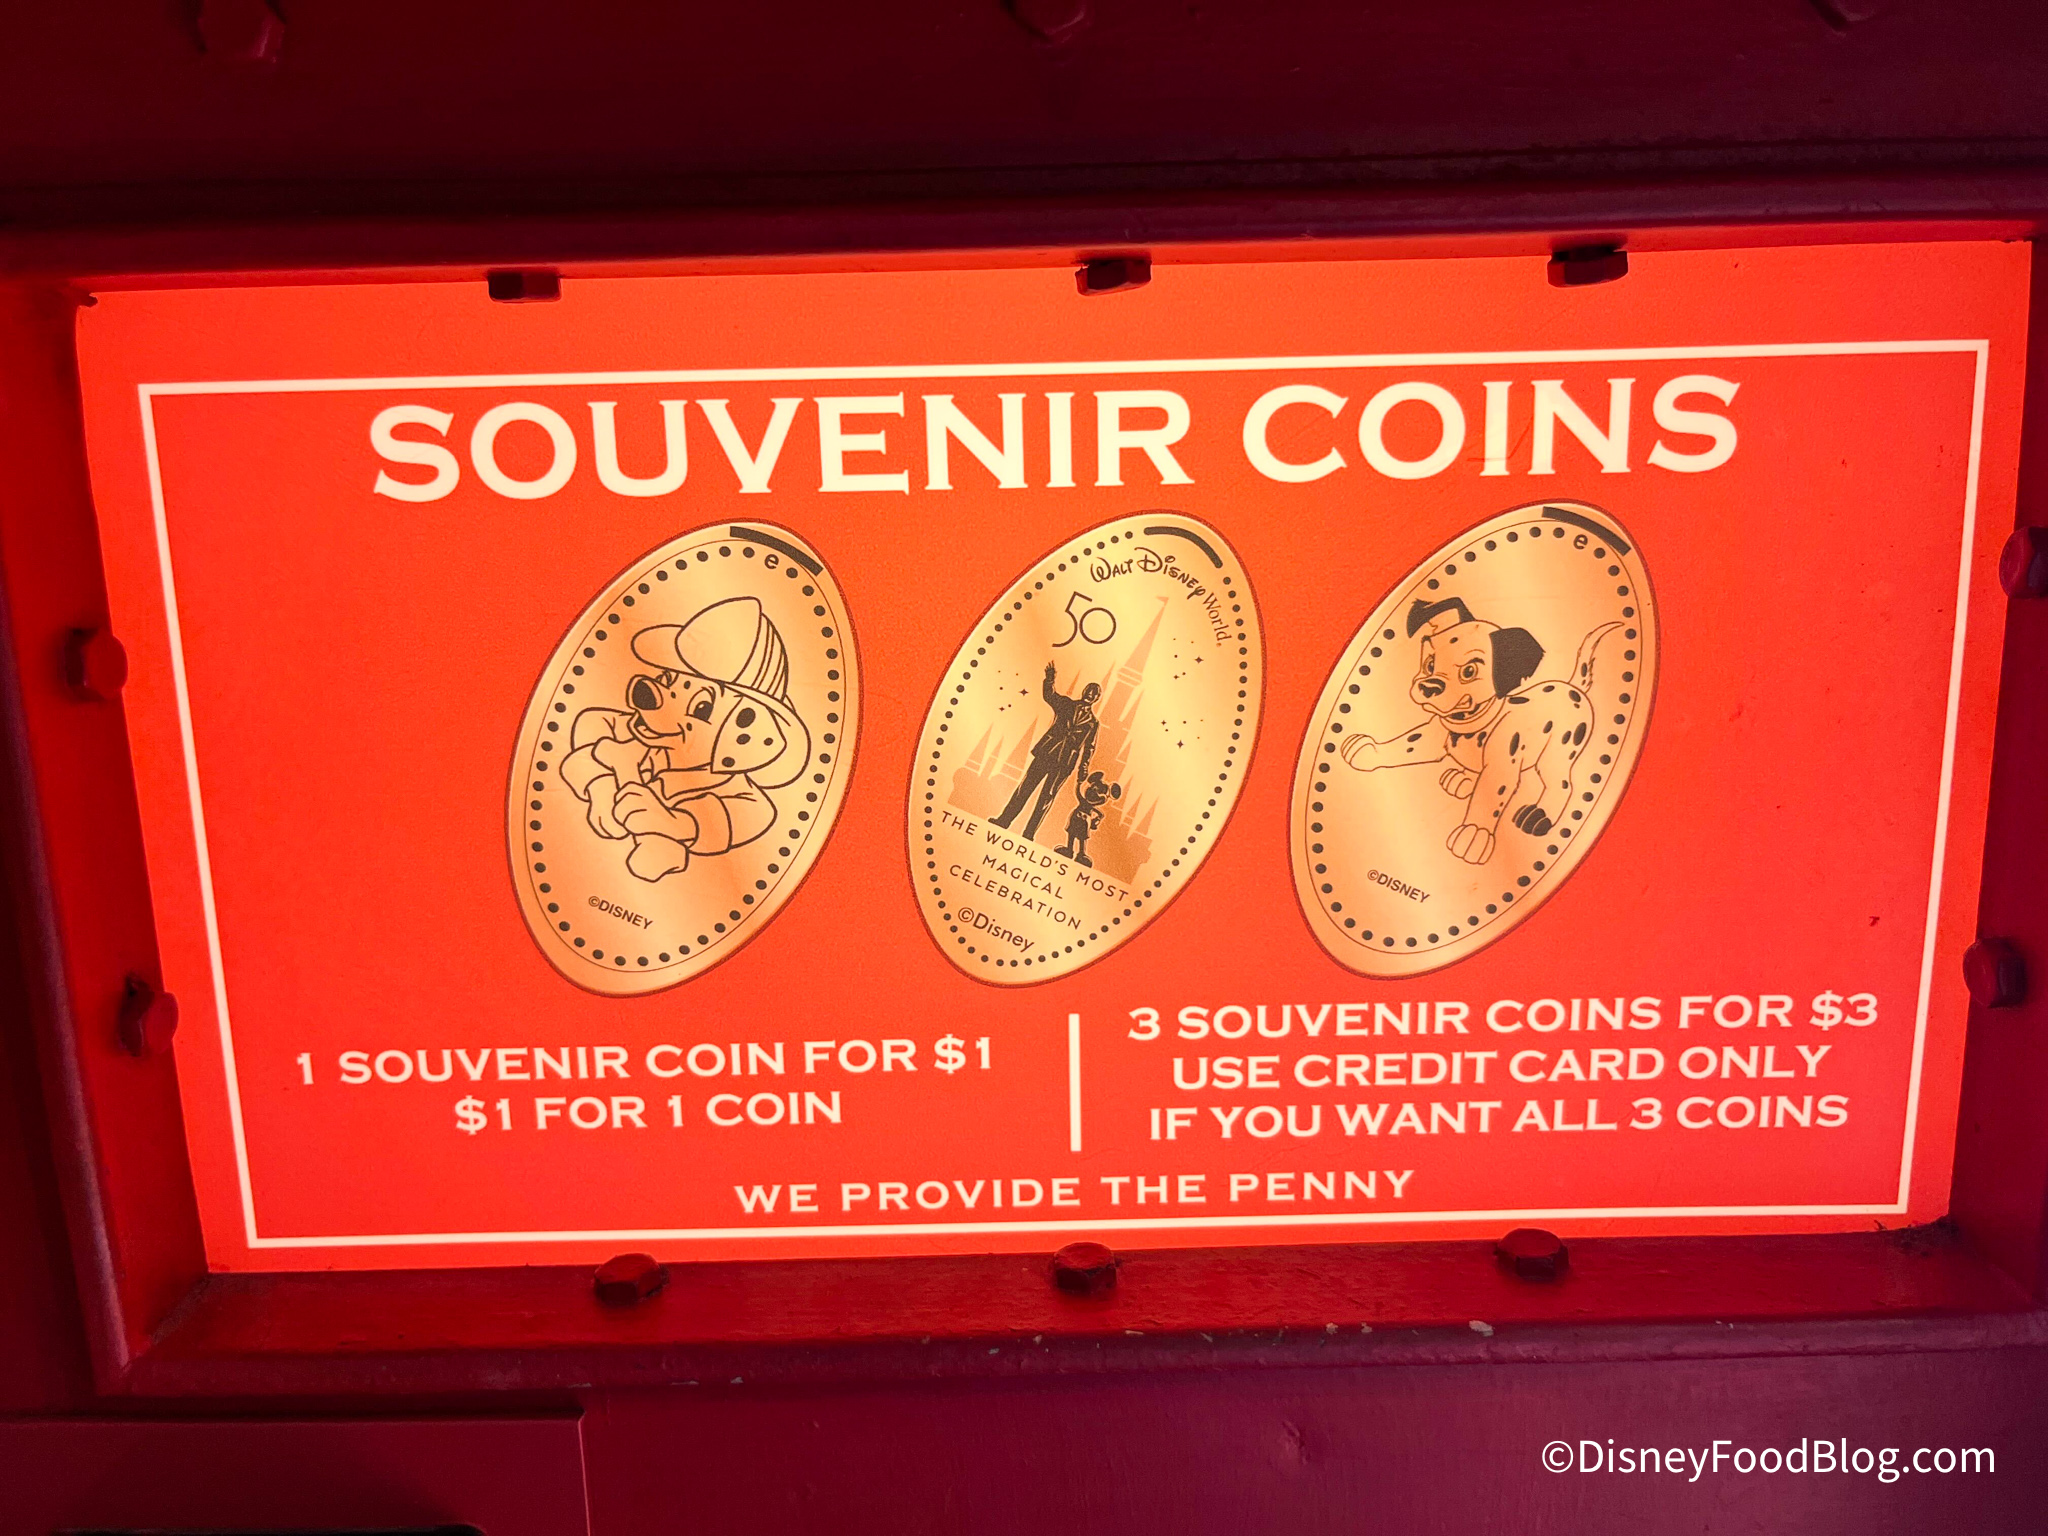 SOUVENIR COINS
e
©DISNEY
WALT DISNEY World®
50
THE WORLD'S MOST
MAGICAL
CELEBRATION
©Disney
e
©DISNEY
1 SOUVENIR COIN FOR $1
$1 FOR 1 COIN
3 SOUVENIR COINS FOR $3
USE CREDIT CARD ONLY
IF YOU WANT ALL 3 COINS
WE PROVIDE THE PENNY
©DisneyFoodBlog.com